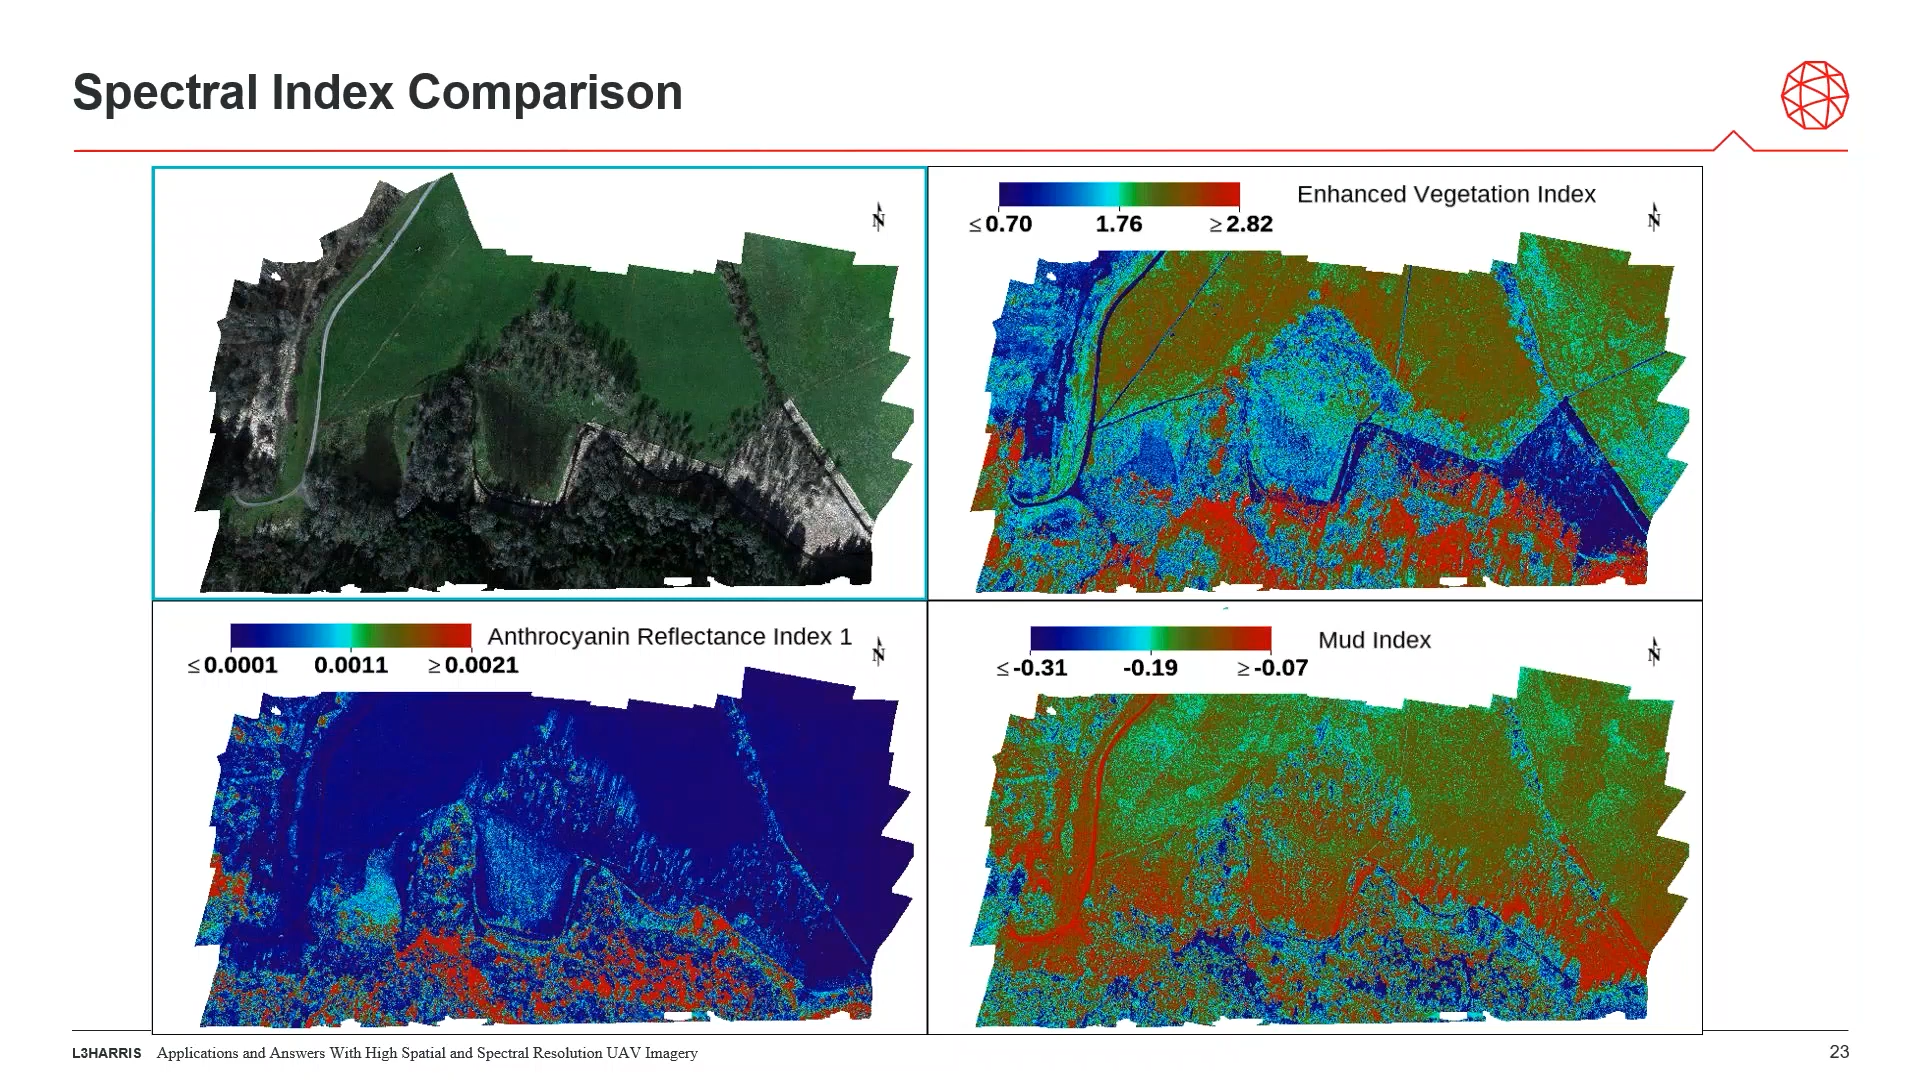 Spectral Index Comparison
N
Enhanced Vegetation Index
N
≤ 0.70 1.76 ≥ 2.82
Anthrocyanin Reflectance Index 1
N
≤ 0.0001 0.0011 ≥ 0.0021
Mud Index
N
≤ -0.31 -0.19 ≥ -0.07
L3HARRIS Applications and Answers With High Spatial and Spectral Resolution UAV Imagery 23